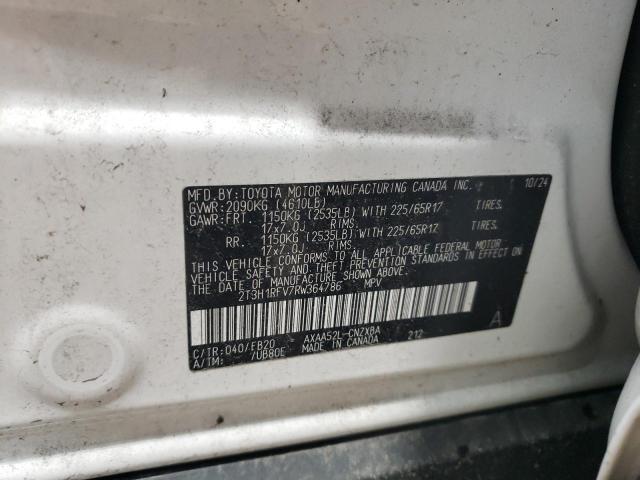 MFD.BY:TOYOTA MOTOR MANUFACTURING CANADA INC. 10/24
GVWR:2090KG (4610LB)
GAWR:FRT. 1150KG (2535LB) WITH 225/65R17 TIRES.
17x7.0J RIMS.
RR. 1150KG (2535LB) WITH 225/65R17 TIRES.
17x7.0J RIMS.
THIS VEHICLE CONFORMS TO ALL APPLICABLE FEDERAL MOTOR
VEHICLE SAFETY AND THEFT PREVENTION STANDARDS IN EFFECT ON
THE DATE OF MANUFACTURE SHOWN ABOVE.
2T3H1RFV7RW364786 MPV
C/TR:040/FB20 AXAA52L-CNZXBA 212 A
A/TM: /UB80E MADE IN CANADA